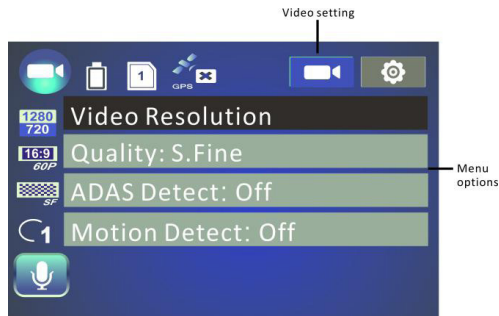 Video setting
1
GPS
1280
720
Video Resolution
16:9
60P
Quality: S.Fine
Menu
options
SF
ADAS Detect: Off
1
Motion Detect: Off